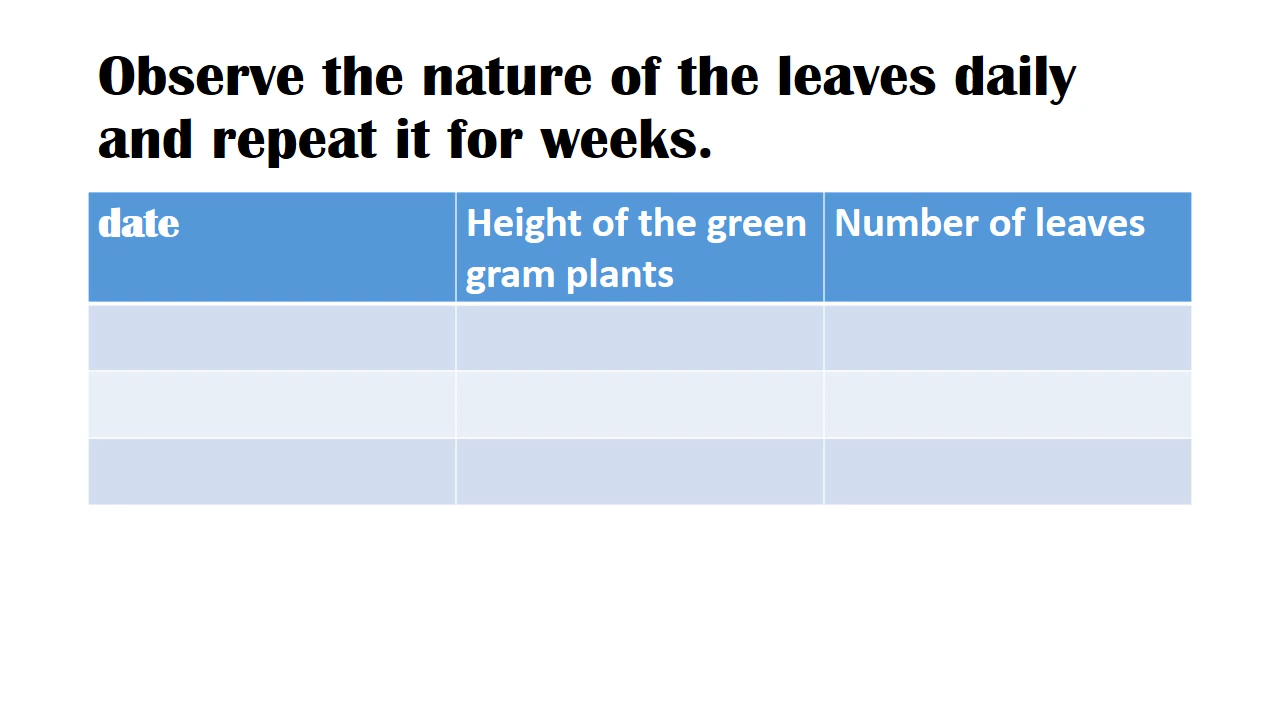 Observe the nature of the leaves daily
and repeat it for weeks.
date
Height of the green
gram plants
Number of leaves